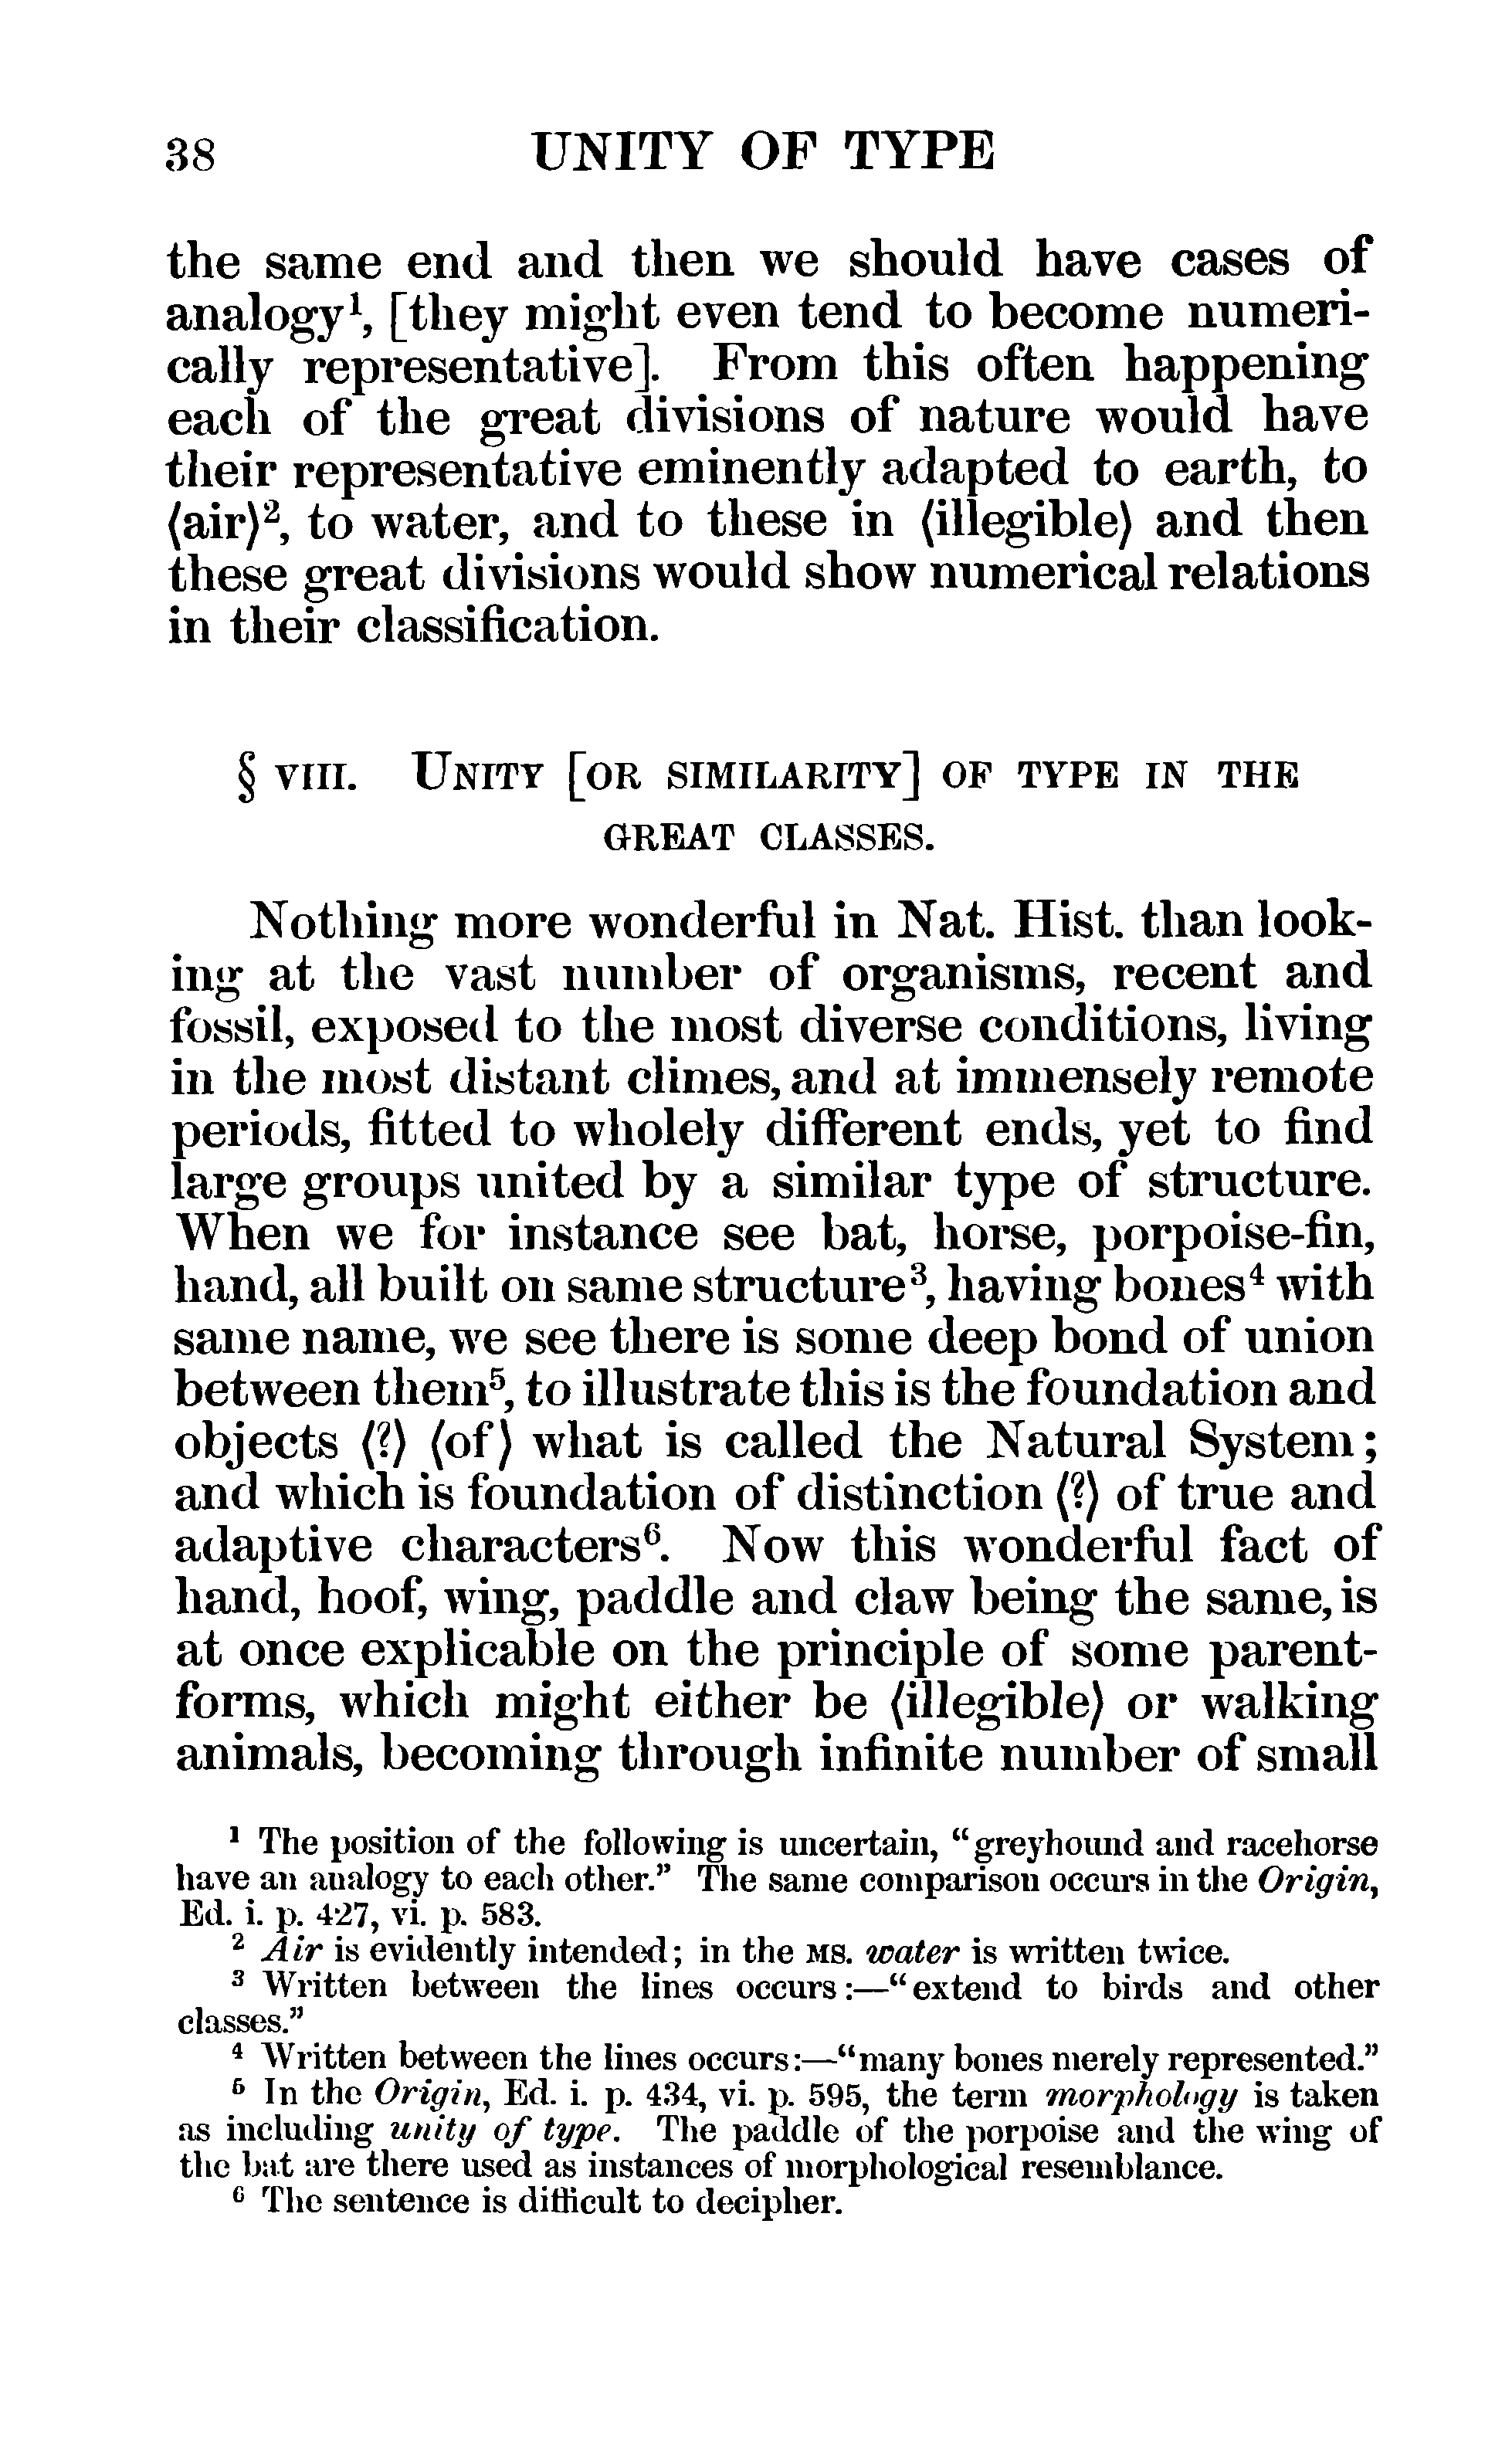 38 UNITY OF TYPE
the same end and then we should have cases of
analogy¹, [they might even tend to become numeri-
cally representative]. From this often happening
each of the great divisions of nature would have
their representative eminently adapted to earth, to
⟨air⟩², to water, and to these in ⟨illegible⟩ and then
these great divisions would show numerical relations
in their classification.
§ VIII. UNITY [OR SIMILARITY] OF TYPE IN THE
GREAT CLASSES.
Nothing more wonderful in Nat. Hist. than look-
ing at the vast number of organisms, recent and
fossil, exposed to the most diverse conditions, living
in the most distant climes, and at immensely remote
periods, fitted to wholely different ends, yet to find
large groups united by a similar type of structure.
When we for instance see bat, horse, porpoise-fin,
hand, all built on same structure³, having bones⁴ with
same name, we see there is some deep bond of union
between them⁵, to illustrate this is the foundation and
objects ⟨?⟩ ⟨of⟩ what is called the Natural System;
and which is foundation of distinction ⟨?⟩ of true and
adaptive characters⁶. Now this wonderful fact of
hand, hoof, wing, paddle and claw being the same, is
at once explicable on the principle of some parent-
forms, which might either be ⟨illegible⟩ or walking
animals, becoming through infinite number of small
¹ The position of the following is uncertain, "greyhound and racehorse
have an analogy to each other." The same comparison occurs in the Origin,
Ed. i. p. 427, vi. p. 583.
² Air is evidently intended; in the MS. water is written twice.
³ Written between the lines occurs:—"extend to birds and other
classes."
⁴ Written between the lines occurs:—"many bones merely represented."
⁵ In the Origin, Ed. i. p. 434, vi. p. 595, the term morphology is taken
as including unity of type. The paddle of the porpoise and the wing of
the bat are there used as instances of morphological resemblance.
⁶ The sentence is difficult to decipher.